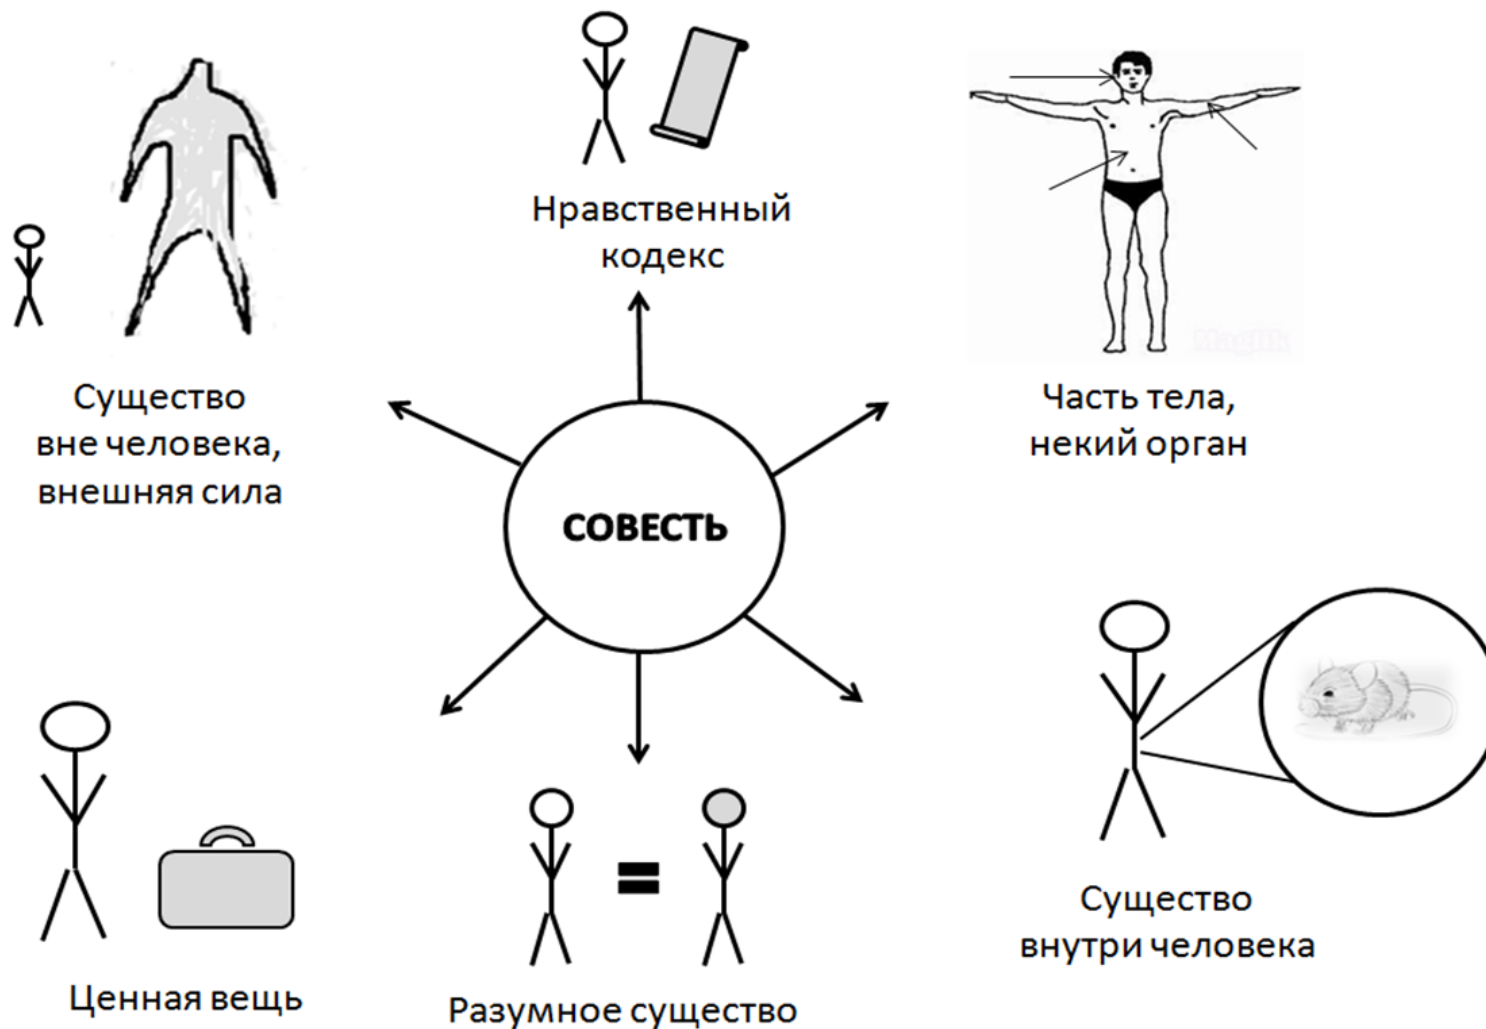 Нравственный
кодекс
Существо
вне человека,
внешняя сила
Часть тела,
некий орган
СОВЕСТЬ
Существо
внутри человека
Ценная вещь
Разумное существо